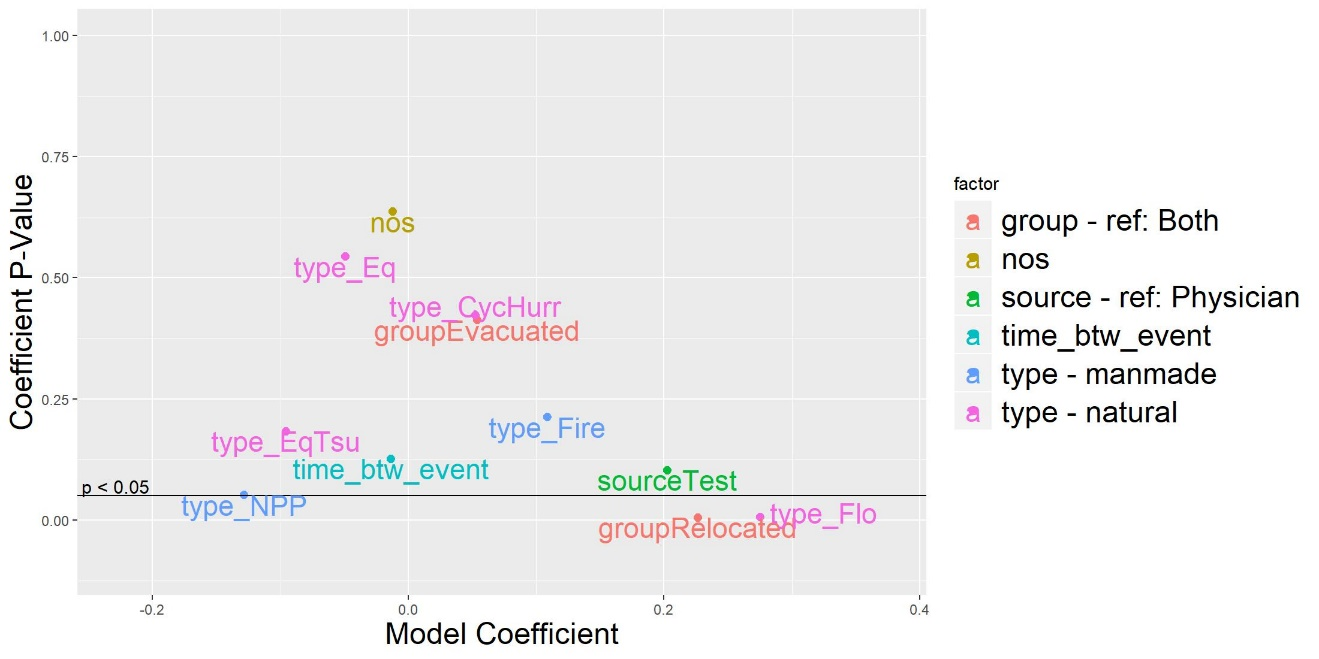 1.00
0.75
0.50
0.25
0.00
Coefficient P-Value
nos
type_Eq
type_CycHurr
groupEvacuated
type_Fire
type_EqTsu
time_btw_event
sourceTest
p < 0.05
type_NPP
type_Flo
groupRelocated
-0.2
0.0
0.2
0.4
Model Coefficient
factor
a group - ref: Both
a nos
a source - ref: Physician
a time_btw_event
a type - manmade
a type - natural